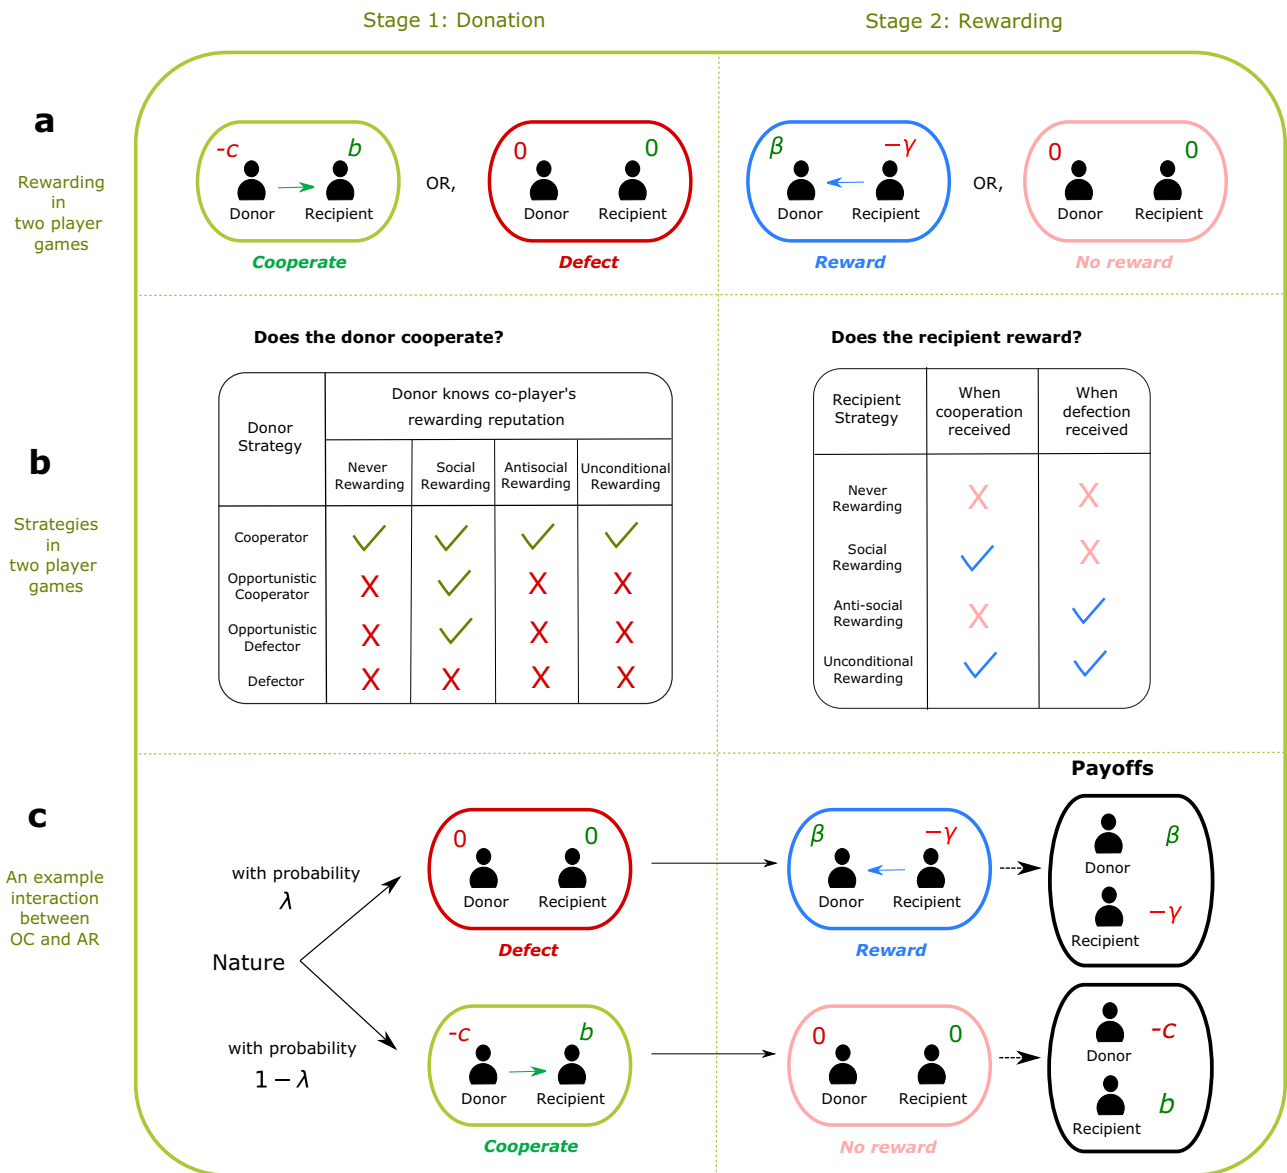 Stage 1: Donation
Stage 2: Rewarding
a
Rewarding
in
two player
games
-c
b
Donor
Recipient
Cooperate
OR,
0
0
Donor
Recipient
Defect
β
−γ
Donor
Recipient
Reward
OR,
0
0
Donor
Recipient
No reward
b
Strategies
in
two player
games
Does the donor cooperate?
Donor
Strategy
Donor knows co-player's
rewarding reputation
Never
Rewarding
Social
Rewarding
Antisocial
Rewarding
Unconditional
Rewarding
Cooperator
Opportunistic
Cooperator
X
X
X
Opportunistic
Defector
X
X
X
Defector
X
X
X
X
Does the recipient reward?
Recipient
Strategy
When
cooperation
received
When
defection
received
Never
Rewarding
X
X
Social
Rewarding
X
Anti-social
Rewarding
X
Unconditional
Rewarding
c
An example
interaction
between
OC and AR
Nature
with probability
λ
0
0
Donor
Recipient
Defect
β
−γ
Donor
Recipient
Reward
Payoffs
Donor
β
Recipient
−γ
with probability
1 − λ
-c
b
Donor
Recipient
Cooperate
0
0
Donor
Recipient
No reward
Donor
-c
Recipient
b